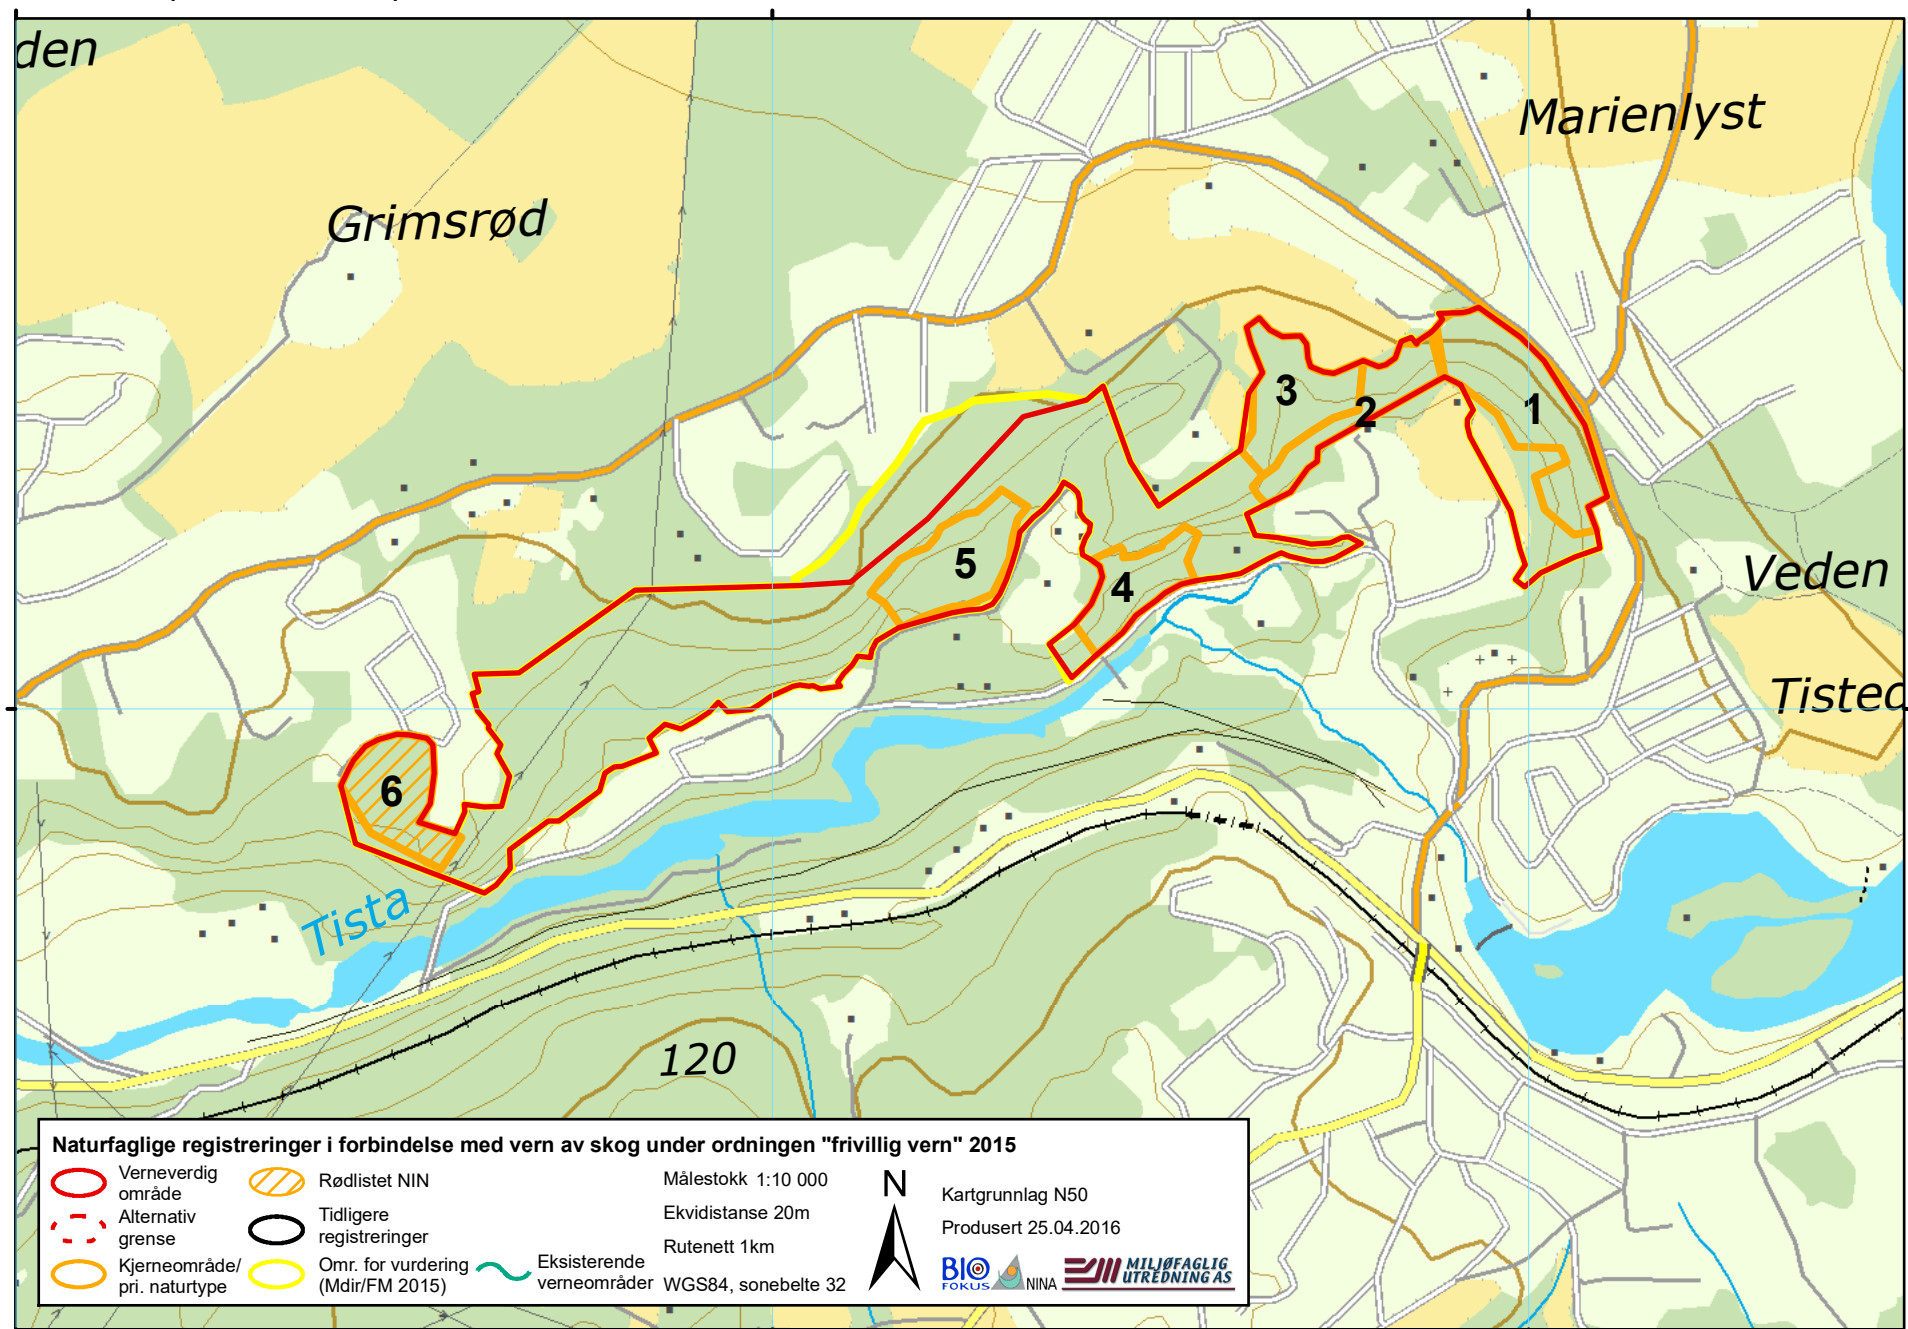 den
Marienlyst
Grimsrød
3
2
1
5
4
Veden
Tisted
6
Tista
120
Naturfaglige registreringer i forbindelse med vern av skog under ordningen "frivillig vern" 2015
Verneverdig
område
Alternativ
grense
Kjerneområde/
pri. naturtype
Rødlistet NIN
Tidligere
registreringer
Omr. for vurdering
(Mdir/FM 2015)
Eksisterende
verneområder
Målestokk 1:10 000
Ekvidistanse 20m
Rutenett 1km
WGS84, sonebelte 32
N
Kartgrunnlag N50
Produsert 25.04.2016
BIO
FOKUS
NINA
MILJØFAGLIG
UTREDNING AS